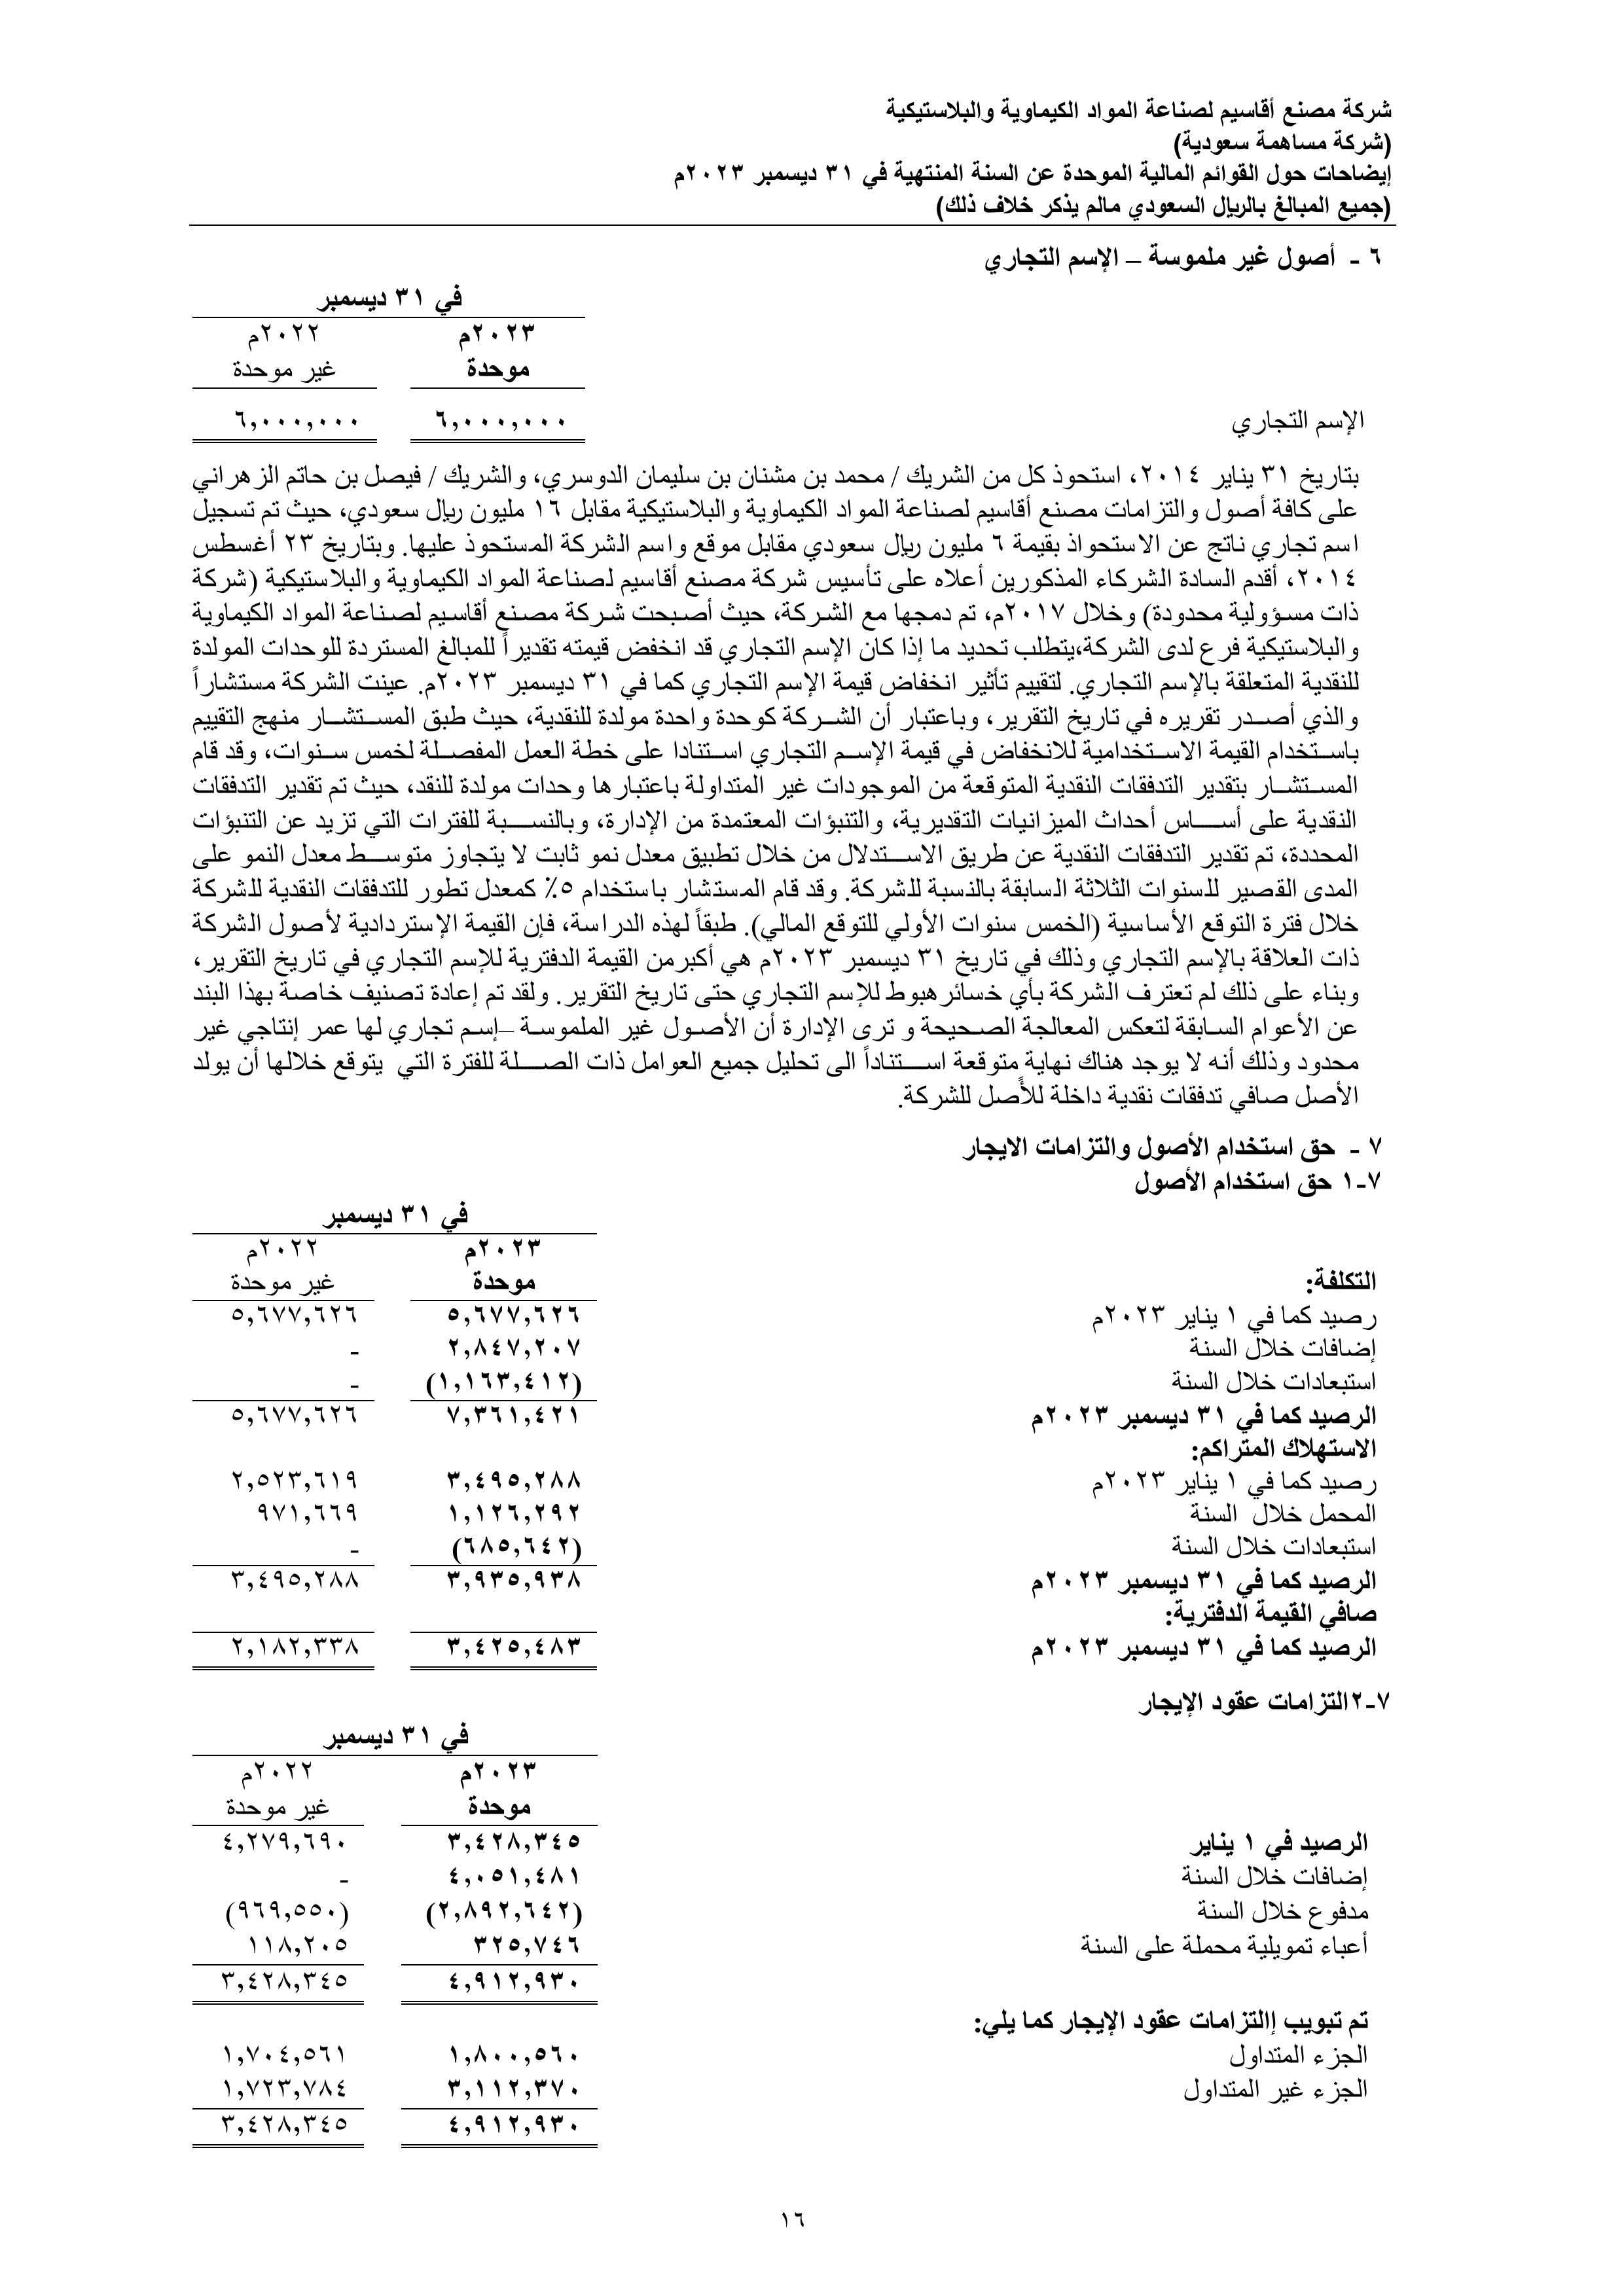 شركة مصنع أقاسيم لصناعة المواد الكيماوية والبلاستيكية
(شركة مساهمة سعودية)
إيضاحات حول القوائم المالية الموحدة عن السنة المنتهية في ٣١ ديسمبر ٢٠٢٣م
(جميع المبالغ بالريال السعودي مالم يذكر خلاف ذلك)
٦ - أصول غير ملموسة – الإسم التجاري
في ٣١ ديسمبر
٢٠٢٣م ٢٠٢٢م
موحدة غير موحدة
الإسم التجاري ٦,٠٠٠,٠٠٠ ٦,٠٠٠,٠٠٠
بتاريخ ٣١ يناير ٢٠١٤، استحوذ كل من الشريك / محمد بن مشنان بن سليمان الدوسري، والشريك / فيصل بن حاتم الزهراني
على كافة أصول والتزامات مصنع أقاسيم لصناعة المواد الكيماوية والبلاستيكية مقابل ١٦ مليون ريال سعودي، حيث تم تسجيل
اسم تجاري ناتج عن الاستحواذ بقيمة ٦ مليون ريال سعودي مقابل موقع واسم الشركة المستحوذ عليها. وبتاريخ ٢٣ أغسطس
٢٠١٤، أقدم السادة الشركاء المذكورين أعلاه على تأسيس شركة مصنع أقاسيم لصناعة المواد الكيماوية والبلاستيكية (شركة
ذات مسؤولية محدودة) وخلال ٢٠١٧م، تم دمجها مع الشركة، حيث أصبحت شركة مصنع أقاسيم لصناعة المواد الكيماوية
والبلاستيكية فرع لدى الشركة،يتطلب تحديد ما إذا كان الإسم التجاري قد انخفض قيمته تقديراً للمبالغ المستردة للوحدات المولدة
للنقدية المتعلقة بالإسم التجاري. لتقييم تأثير انخفاض قيمة الإسم التجاري كما في ٣١ ديسمبر ٢٠٢٣م. عينت الشركة مستشاراً
والذي أصدر تقريره في تاريخ التقرير، وباعتبار أن الشركة كوحدة واحدة مولدة للنقدية، حيث طبق المستشار منهج التقييم
باستخدام القيمة الاستخدامية للانخفاض في قيمة الإسم التجاري استنادا على خطة العمل المفصلة لخمس سنوات، وقد قام
المستشار بتقدير التدفقات النقدية المتوقعة من الموجودات غير المتداولة باعتبارها وحدات مولدة للنقد، حيث تم تقدير التدفقات
النقدية على أساس أحداث الميزانيات التقديرية، والتنبؤات المعتمدة من الإدارة، وبالنسبة للفترات التي تزيد عن التنبؤات
المحددة، تم تقدير التدفقات النقدية عن طريق الاستدلال من خلال تطبيق معدل نمو ثابت لا يتجاوز متوسط معدل النمو على
المدى القصير للسنوات الثلاثة السابقة بالنسبة للشركة. وقد قام المستشار باستخدام ٥٪ كمعدل تطور للتدفقات النقدية للشركة
خلال فترة التوقع الأساسية (الخمس سنوات الأولي للتوقع المالي). طبقاً لهذه الدراسة، فإن القيمة الإستردادية لأصول الشركة
ذات العلاقة بالإسم التجاري وذلك في تاريخ ٣١ ديسمبر ٢٠٢٣م هي أكبرمن القيمة الدفترية للإسم التجاري في تاريخ التقرير،
وبناء على ذلك لم تعترف الشركة بأي خسائرهبوط للإسم التجاري حتى تاريخ التقرير. ولقد تم إعادة تصنيف خاصة بهذا البند
عن الأعوام السابقة لتعكس المعالجة الصحيحة و ترى الإدارة أن الأصول غير الملموسة –إسم تجاري لها عمر إنتاجي غير
محدود وذلك أنه لا يوجد هناك نهاية متوقعة استناداً الى تحليل جميع العوامل ذات الصلة للفترة التي يتوقع خلالها أن يولد
الأصل صافي تدفقات نقدية داخلة للأصل للشركة.
٧ - حق استخدام الأصول والتزامات الايجار
٧-١ حق استخدام الأصول
في ٣١ ديسمبر
٢٠٢٣م ٢٠٢٢م
التكلفة: موحدة غير موحدة
رصيد كما في ١ يناير ٢٠٢٣م ٥,٦٧٧,٦٢٦ ٥,٦٧٧,٦٢٦
إضافات خلال السنة ٢,٨٤٧,٢٠٧ -
استبعادات خلال السنة (١,١٦٣,٤١٢) -
الرصيد كما في ٣١ ديسمبر ٢٠٢٣م ٧,٣٦١,٤٢١ ٥,٦٧٧,٦٢٦
الاستهلاك المتراكم:
رصيد كما في ١ يناير ٢٠٢٣م ٣,٤٩٥,٢٨٨ ٢,٥٢٣,٦١٩
المحمل خلال السنة ١,١٢٦,٢٩٢ ٩٧١,٦٦٩
استبعادات خلال السنة (٦٨٥,٦٤٢) -
الرصيد كما في ٣١ ديسمبر ٢٠٢٣م ٣,٩٣٥,٩٣٨ ٣,٤٩٥,٢٨٨
صافي القيمة الدفترية:
الرصيد كما في ٣١ ديسمبر ٢٠٢٣م ٣,٤٢٥,٤٨٣ ٢,١٨٢,٣٣٨
٧-٢التزامات عقود الإيجار
في ٣١ ديسمبر
٢٠٢٣م ٢٠٢٢م
موحدة غير موحدة
الرصيد في ١ يناير ٣,٤٢٨,٣٤٥ ٤,٢٧٩,٦٩٠
إضافات خلال السنة ٤,٠٥١,٤٨١ -
مدفوع خلال السنة (٢,٨٩٢,٦٤٢) (٩٦٩,٥٥٠)
أعباء تمويلية محملة على السنة ٣٢٥,٧٤٦ ١١٨,٢٠٥
٤,٩١٢,٩٣٠ ٣,٤٢٨,٣٤٥
تم تبويب إالتزامات عقود الإيجار كما يلي:
الجزء المتداول ١,٨٠٠,٥٦٠ ١,٧٠٤,٥٦١
الجزء غير المتداول ٣,١١٢,٣٧٠ ١,٧٢٣,٧٨٤
٤,٩١٢,٩٣٠ ٣,٤٢٨,٣٤٥
١٦